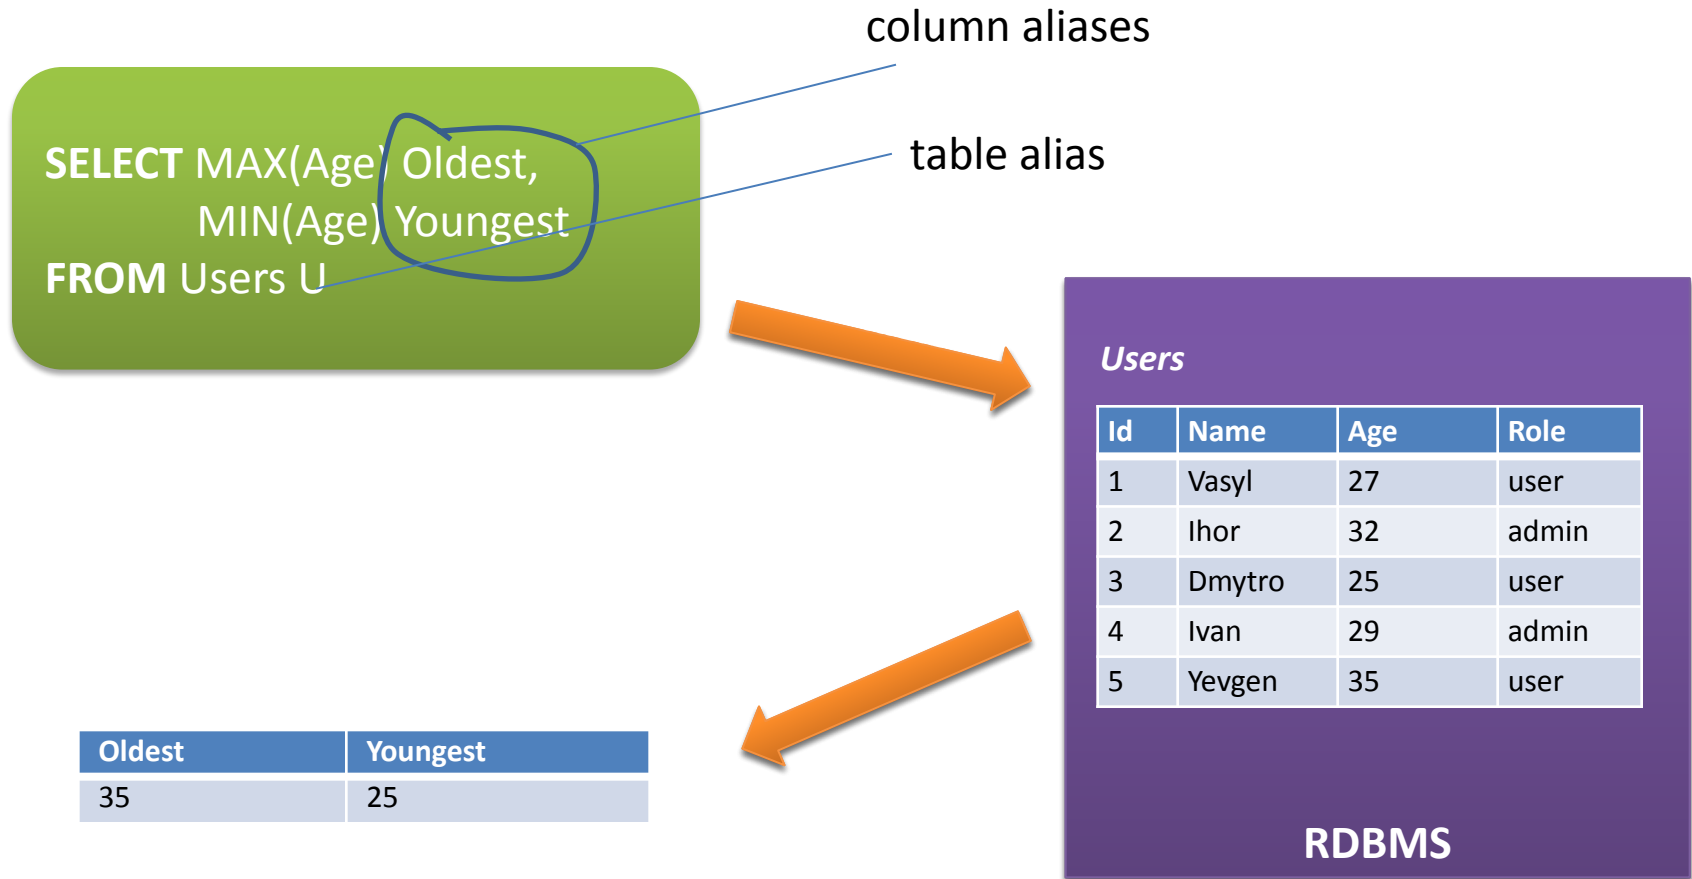 column aliases
SELECT MAX(Age) Oldest,
table alias
MIN(Age) Youngest
FROM Users U
Users
Id Name Age Role
1 Vasyl 27 user
2 Ihor 32 admin
3 Dmytro 25 user
4 Ivan 29 admin
5 Yevgen 35 user
Oldest Youngest
35 25
RDBMS